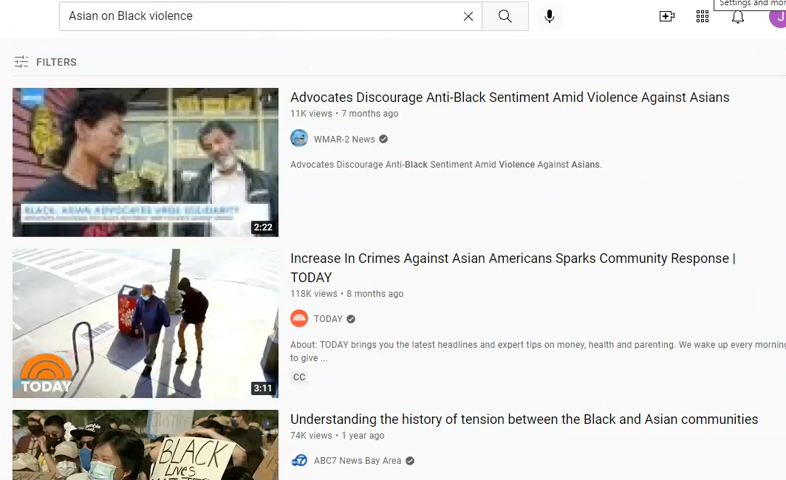 Settings and mor
Asian on Black violence
J
FILTERS
Advocates Discourage Anti-Black Sentiment Amid Violence Against Asians
11K views • 7 months ago
WMAR-2 News
Advocates Discourage Anti-Black Sentiment Amid Violence Against Asians.
BLACK, ASIAN ADVOCATES URGE SOLIDARITY
2:22
Increase In Crimes Against Asian Americans Sparks Community Response |
TODAY
118K views • 8 months ago
TODAY
About: TODAY brings you the latest headlines and expert tips on money, health and parenting. We wake up every morning
to give ...
CC
TODAY
3:11
Understanding the history of tension between the Black and Asian communities
74K views • 1 year ago
ABC7 News Bay Area
BLACK
Lives